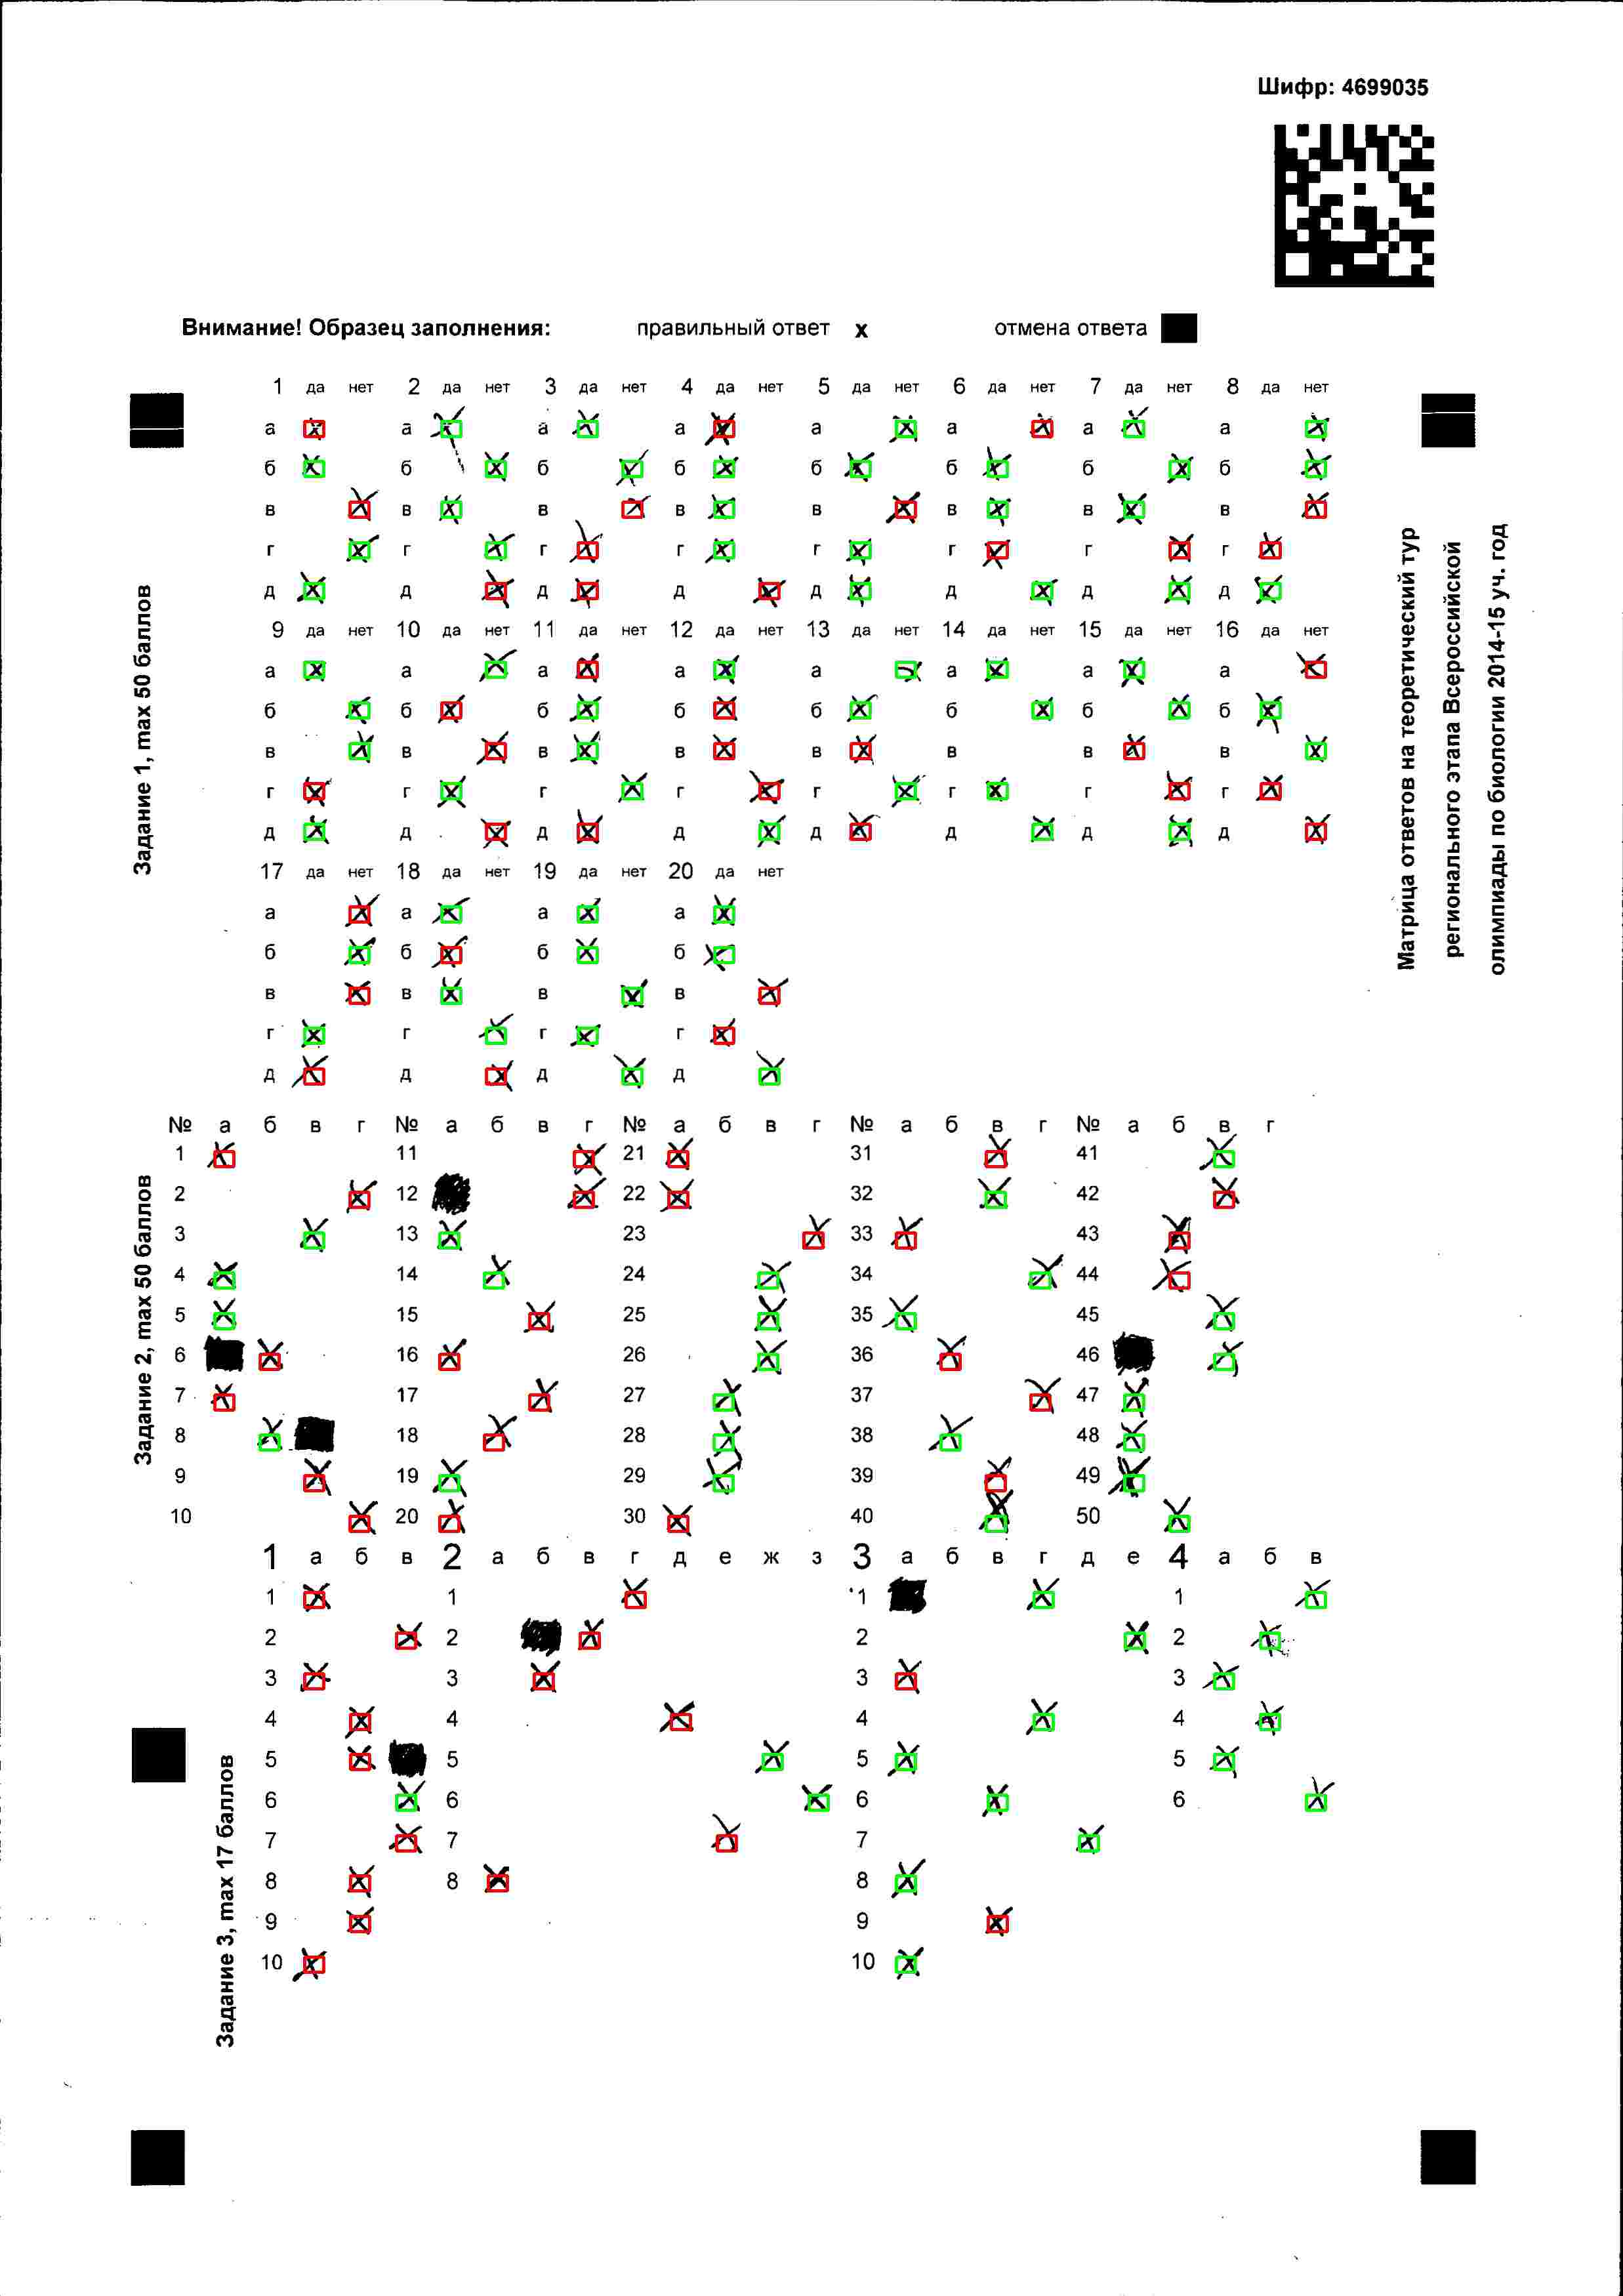 Шифр: 4699035
Внимание! Образец заполнения: правильный ответ х отмена ответа
Матрица ответов на теоретический тур
регионального этапа Всероссийской
олимпиады по биологии 2014-15 уч. год
Задание 1, max 50 баллов
1 да нет 2 да нет 3 да нет 4 да нет 5 да нет 6 да нет 7 да нет 8 да нет
а а а а а а а а
б б б б б б б б
в в в в в в в в
г г г г г г г г
д д д д д д д д
9 да нет 10 да нет 11 да нет 12 да нет 13 да нет 14 да нет 15 да нет 16 да нет
а а а а а а а а
б б б б б б б б
в в в в в в в в
г г г г г г г г
д д д д д д д д
17 да нет 18 да нет 19 да нет 20 да нет
а а а а
б б б б
в в в в
г г г г
д д д д
Задание 2, max 50 баллов
№ а б в г № а б в г № а б в г № а б в г № а б в г
1 11 21 31 41
2 12 22 32 42
3 13 23 33 43
4 14 24 34 44
5 15 25 35 45
6 16 26 36 46
7 17 27 37 47
8 18 28 38 48
9 19 29 39 49
10 20 30 40 50
Задание 3, max 17 баллов
1 а б в 2 а б в г д е ж з 3 а б в г д е 4 а б в
1 1 1 1
2 2 2 2
3 3 3 3
4 4 4 4
5 5 5 5
6 6 6 6
7 7 7
8 8 8
9 9
10 10